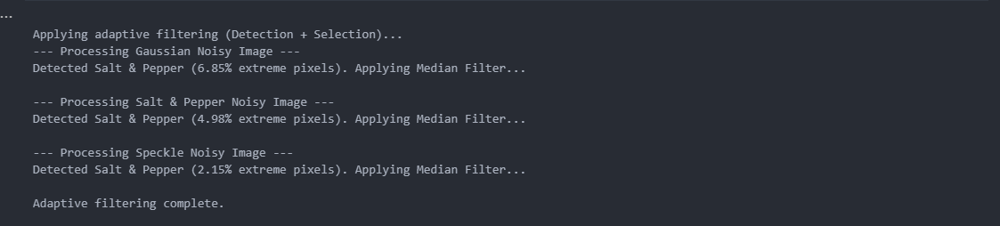 ...
Applying adaptive filtering (Detection + Selection)...
--- Processing Gaussian Noisy Image ---
Detected Salt & Pepper (6.85% extreme pixels). Applying Median Filter...
--- Processing Salt & Pepper Noisy Image ---
Detected Salt & Pepper (4.98% extreme pixels). Applying Median Filter...
--- Processing Speckle Noisy Image ---
Detected Salt & Pepper (2.15% extreme pixels). Applying Median Filter...
Adaptive filtering complete.